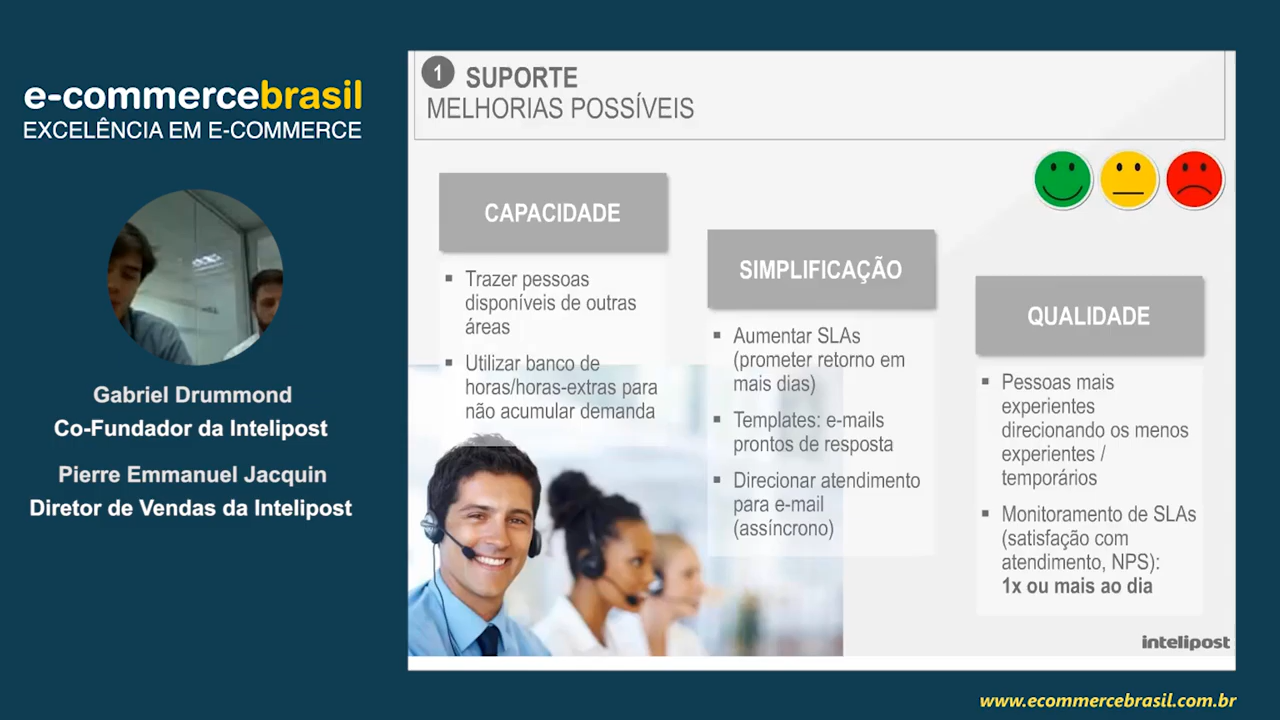 e-commercebrasil
EXCELÊNCIA EM E-COMMERCE
Gabriel Drummond
Co-Fundador da Intelipost
Pierre Emmanuel Jacquin
Diretor de Vendas da Intelipost
1 SUPORTE
MELHORIAS POSSÍVEIS
CAPACIDADE
▪ Trazer pessoas
disponíveis de outras
áreas
▪ Utilizar banco de
horas/horas-extras para
não acumular demanda
SIMPLIFICAÇÃO
▪ Aumentar SLAs
(prometer retorno em
mais dias)
▪ Templates: e-mails
prontos de resposta
▪ Direcionar atendimento
para e-mail
(assíncrono)
QUALIDADE
▪ Pessoas mais
experientes
direcionando os menos
experientes /
temporários
▪ Monitoramento de SLAs
(satisfação com
atendimento, NPS):
1x ou mais ao dia
intelipost
www.ecommercebrasil.com.br